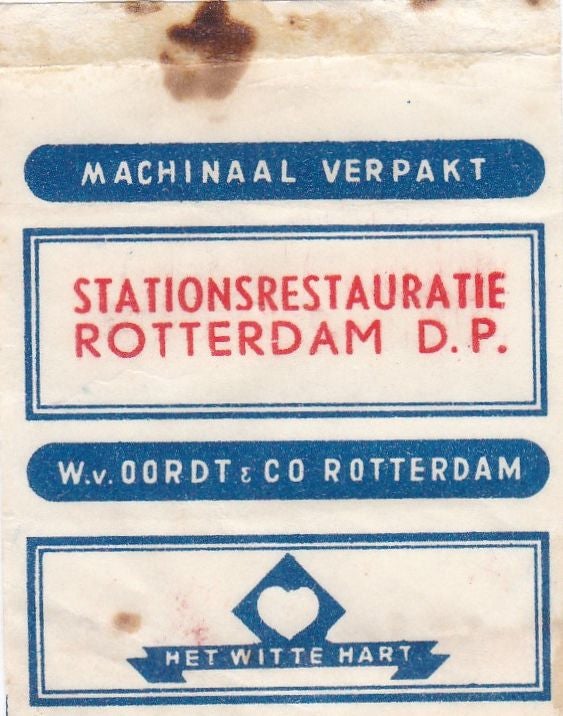 MACHINAAL VERPAKT
STATIONSRESTAURATIE
ROTTERDAM D.P.
W.v.OORDT & CO ROTTERDAM
HET WITTE HART